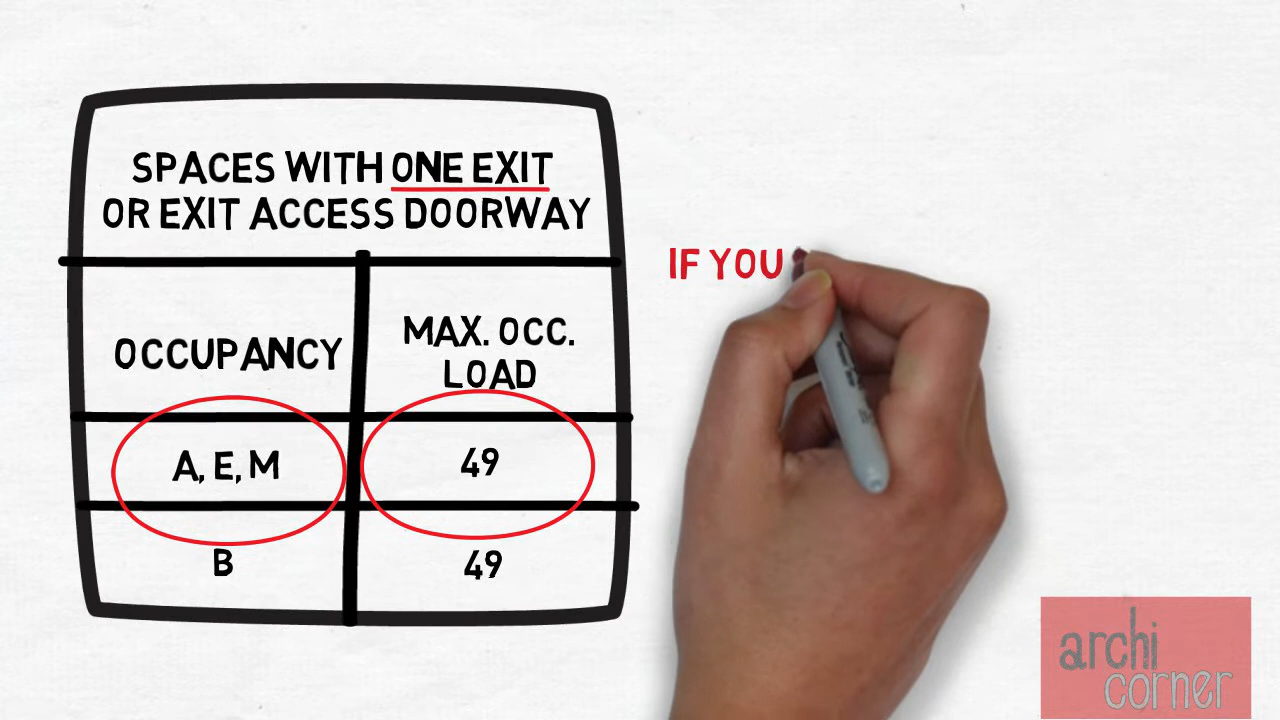 SPACES WITH ONE EXIT
OR EXIT ACCESS DOORWAY
OCCUPANCY
MAX. OCC.
LOAD
A, E, M
49
B
49
IF YOU
archi
corner